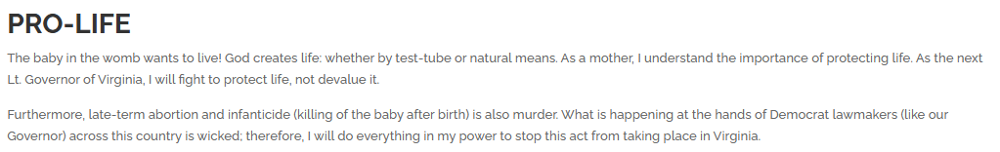 PRO-LIFE
The baby in the womb wants to live! God creates life: whether by test-tube or natural means. As a mother, I understand the importance of protecting life. As the next
Lt. Governor of Virginia, I will fight to protect life, not devalue it.
Furthermore, late-term abortion and infanticide (killing of the baby after birth) is also murder. What is happening at the hands of Democrat lawmakers (like our
Governor) across this country is wicked; therefore, I will do everything in my power to stop this act from taking place in Virginia.